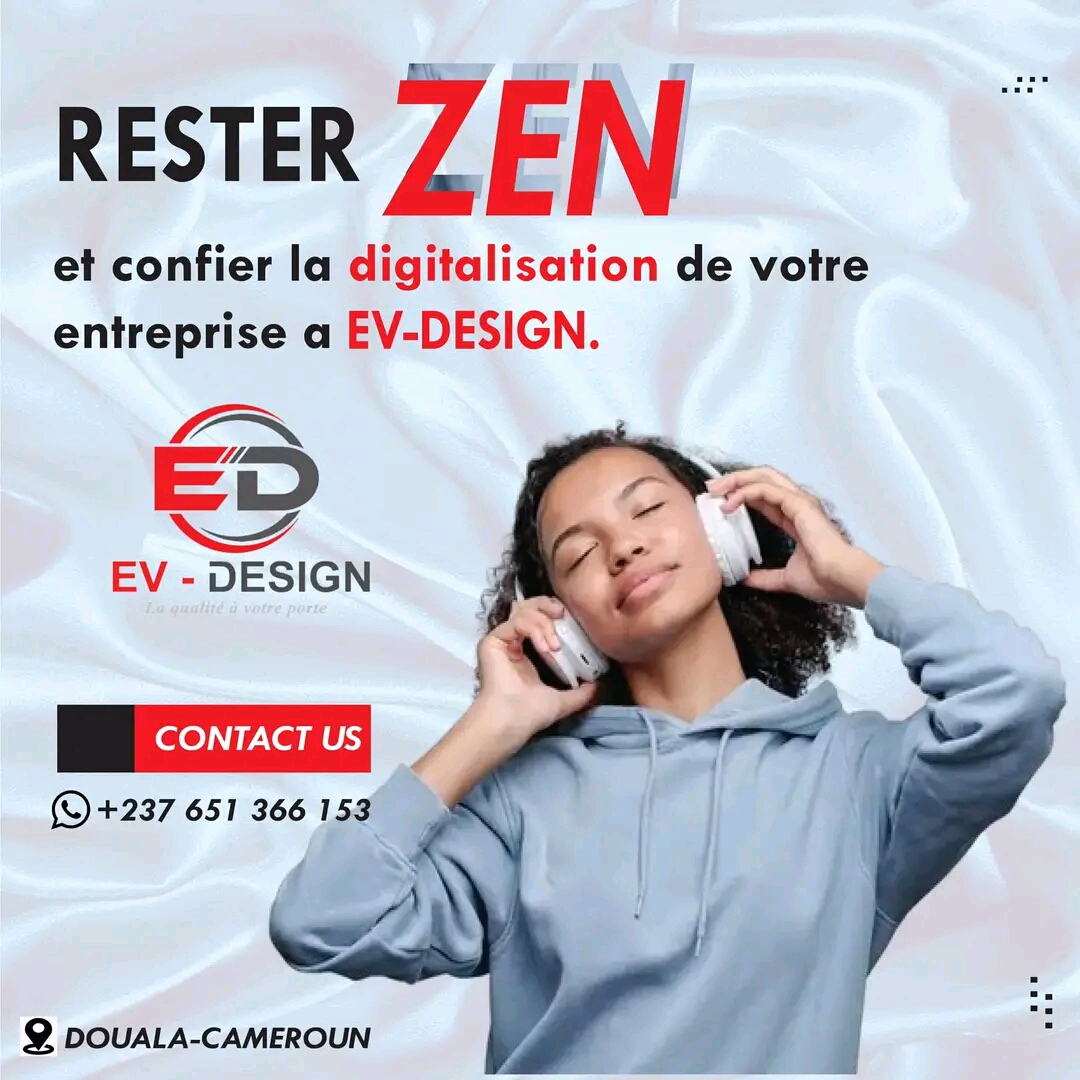 RESTER ZEN
et confier la digitalisation de votre
entreprise a EV-DESIGN.
ED
EV - DESIGN
La qualité à votre porte
CONTACT US
+237 651 366 153
DOUALA-CAMEROUN